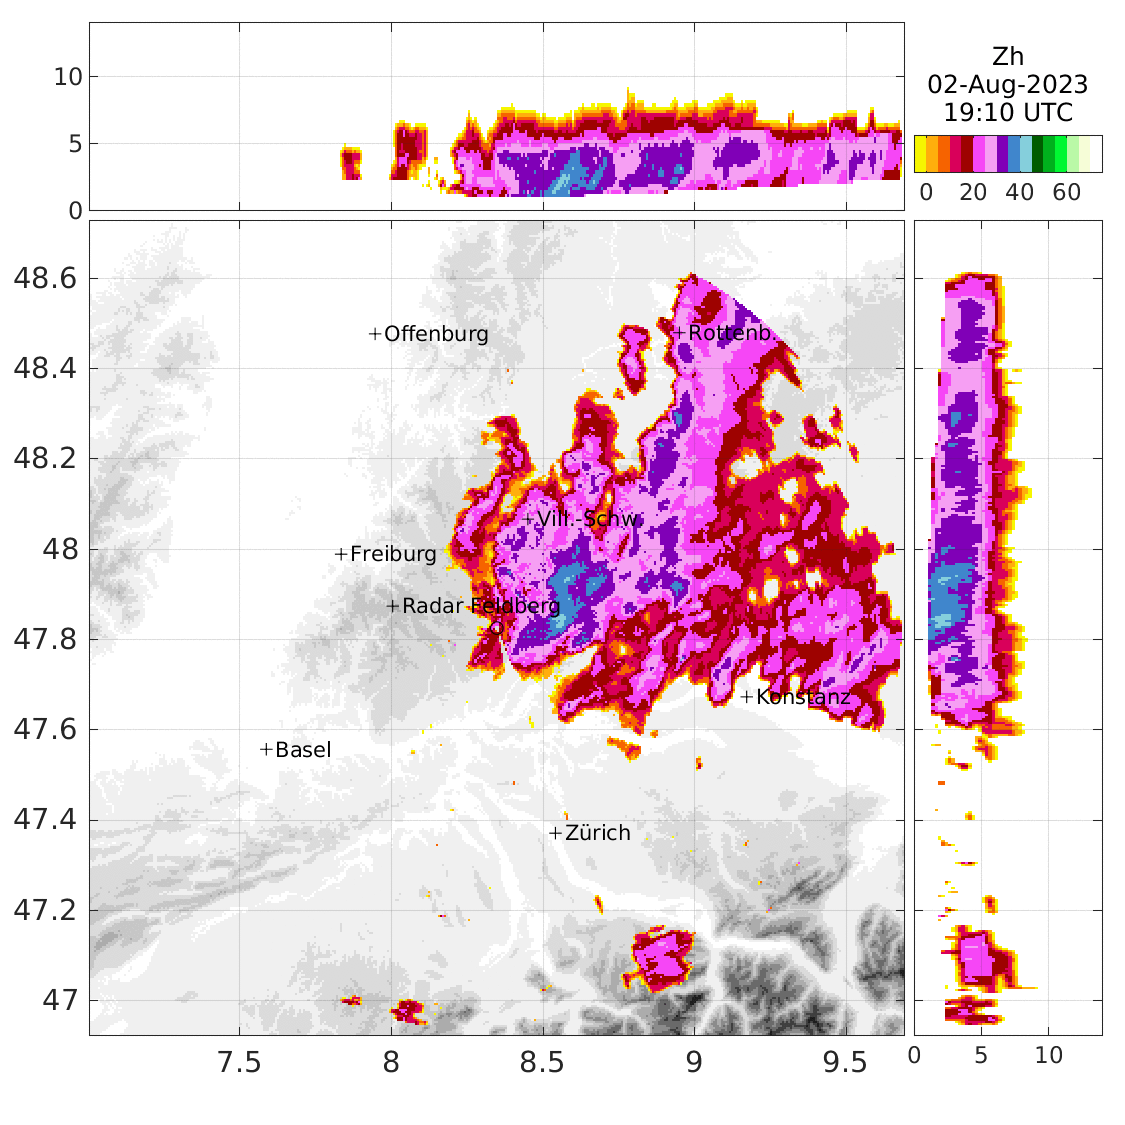 Zh
02-Aug-2023
19:10 UTC
0 20 40 60
10
5
0
48.6
48.4
48.2
48
47.8
47.6
47.4
47.2
47
Offenburg
Rottenb.
Vill.-Schw.
Freiburg
Radar Feldberg
Konstanz
Basel
Zürich
7.5 8 8.5 9 9.5
0 5 10